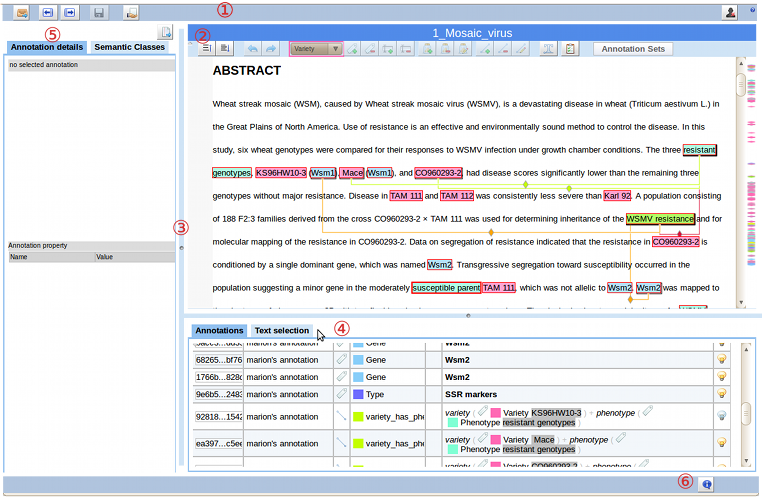 ①
⑤
②
1_Mosaic_virus
Annotation details
Semantic Classes
Variety
Annotation Sets
no selected annotation
ABSTRACT
Wheat streak mosaic (WSM), caused by Wheat streak mosaic virus (WSMV), is a devastating disease in wheat (Triticum aestivum L.) in
the Great Plains of North America. Use of resistance is an effective and environmentally sound method to control the disease. In this
study, six wheat genotypes were compared for their responses to WSMV infection under growth chamber conditions. The three resistant
genotypes, KS96HW10-3 (Wsm1), Mace (Wsm1), and CO960293-2, had disease scores significantly lower than the remaining three
genotypes without major resistance. Disease in TAM 111 and TAM 112 was consistently less severe than Karl 92. A population consisting
of 188 F2:3 families derived from the cross CO960293-2 × TAM 111 was used for determining inheritance of the WSMV resistance and for
molecular mapping of the resistance in CO960293-2. Data on segregation of resistance indicated that the resistance in CO960293-2 is
conditioned by a single dominant gene, which was named Wsm2. Transgressive segregation toward susceptibility occurred in the
population suggesting a minor gene in the moderately susceptible parent TAM 111, which was not allelic to Wsm2. Wsm2 was mapped to
③
Annotation property
Name Value
Annotations
Text selection
④
marion's annotation Gene Wsm2
68265...bf76 marion's annotation Gene Wsm2
1766b...828c marion's annotation Gene Wsm2
9e6b5...2483 marion's annotation Type SSR markers
92818...1542 marion's annotation variety_has_phe variety ( Variety KS96HW10-3 ) + phenotype (
Phenotype resistant genotypes )
ea397...c5ee marion's annotation variety_has_phe variety ( Variety Mace ) + phenotype (
Phenotype resistant genotypes )
variety ( Variety CO960293-2 ) + phenotype (
⑥